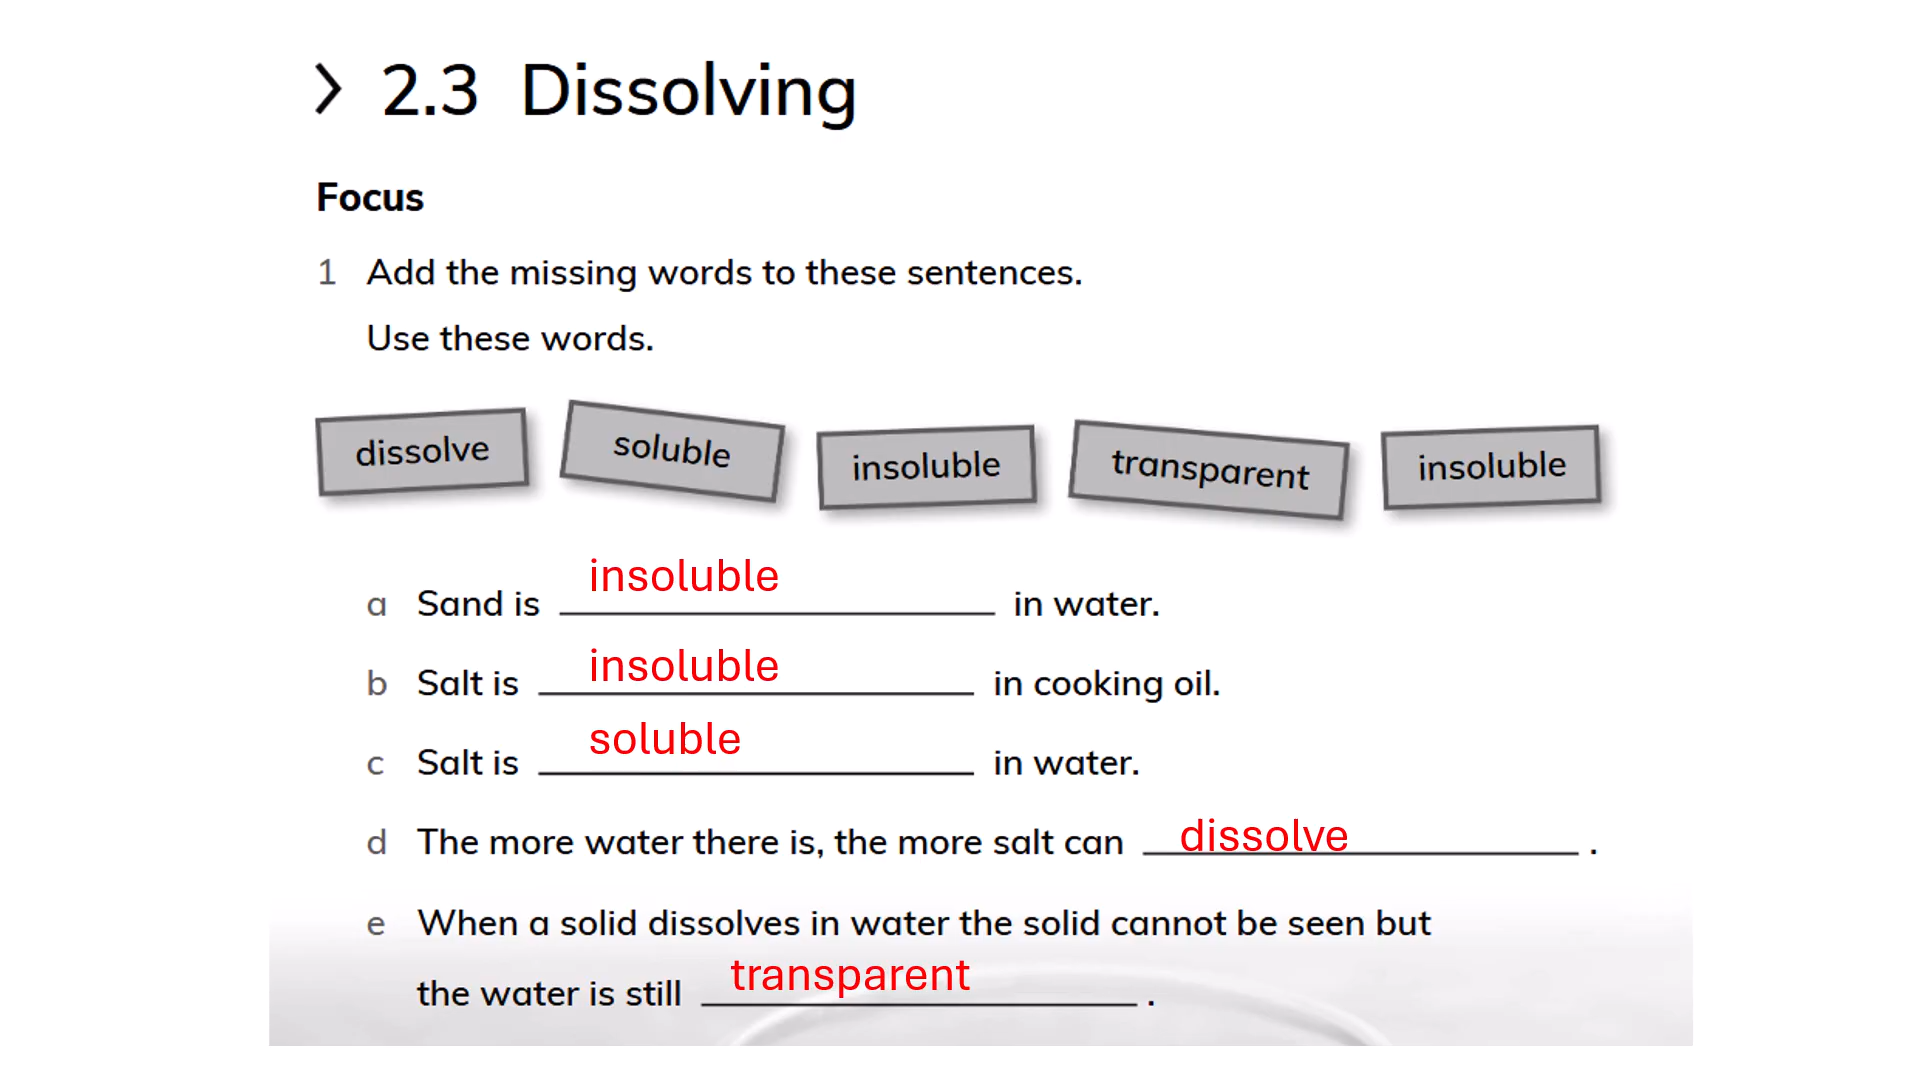 2.3 Dissolving
Focus
1 Add the missing words to these sentences.
Use these words.
dissolve soluble insoluble transparent insoluble
a Sand is insoluble in water.
b Salt is insoluble in cooking oil.
c Salt is soluble in water.
d The more water there is, the more salt can dissolve .
e When a solid dissolves in water the solid cannot be seen but
the water is still transparent .